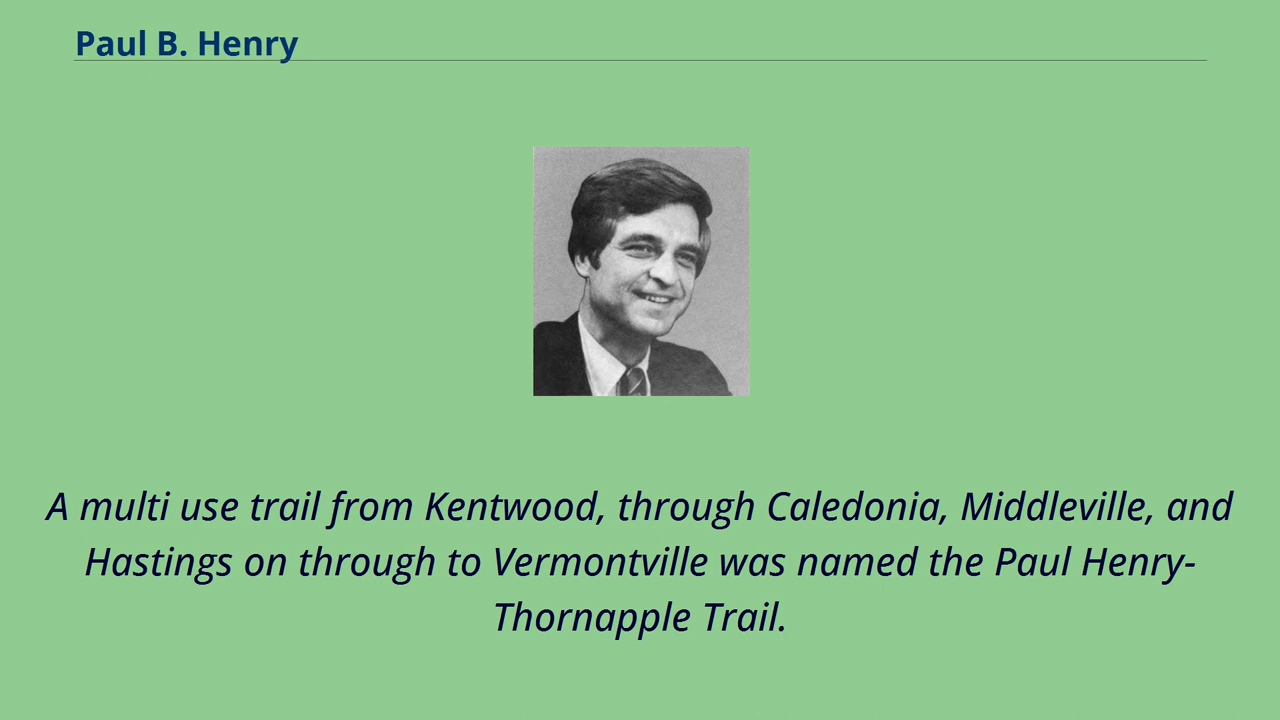 Paul B. Henry
A multi use trail from Kentwood, through Caledonia, Middleville, and
Hastings on through to Vermontville was named the Paul Henry-
Thornapple Trail.